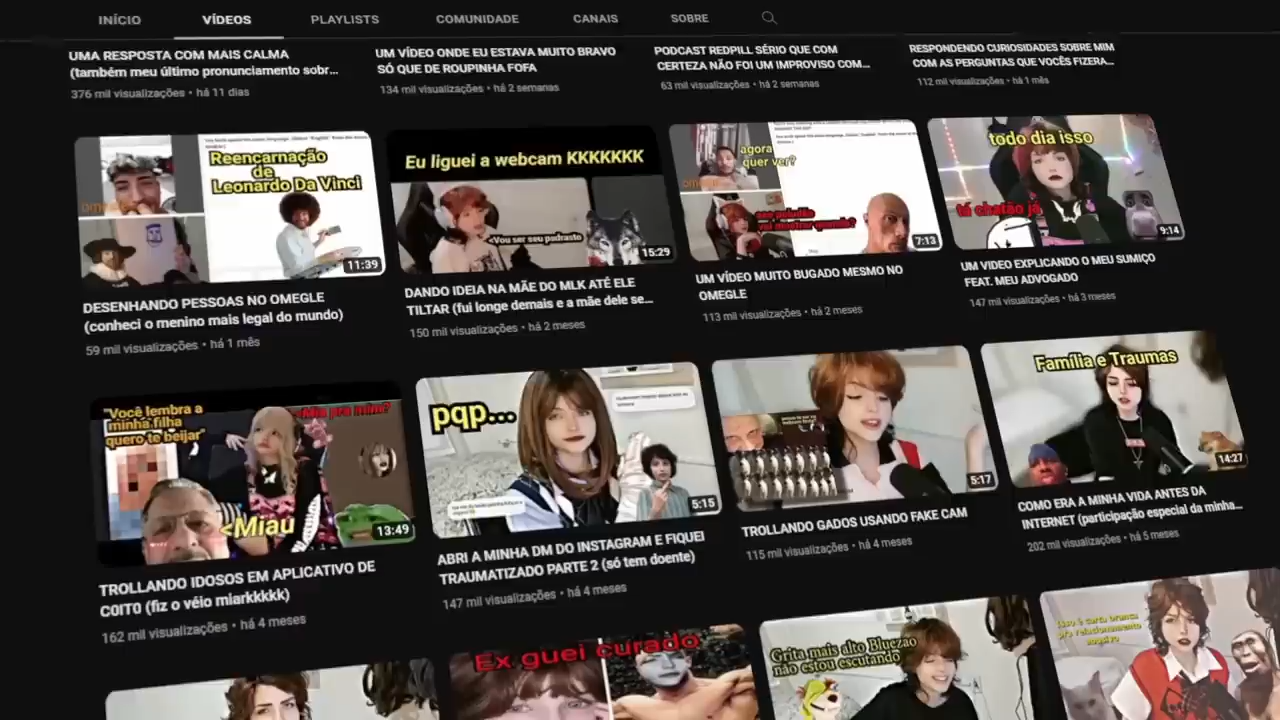 INÍCIO VÍDEOS PLAYLISTS COMUNIDADE CANAIS SOBRE
UMA RESPOSTA COM MAIS CALMA
(também meu último pronunciamento sobr...
376 mil visualizações • há 11 dias
UM VÍDEO ONDE EU ESTAVA MUITO BRAVO
SÓ QUE DE ROUPINHA FOFA
134 mil visualizações • há 2 semanas
PODCAST REDPILL SÉRIO QUE COM
CERTEZA NÃO FOI UM IMPROVISO COM...
63 mil visualizações • há 2 semanas
RESPONDENDO CURIOSIDADES SOBRE MIM
COM AS PERGUNTAS QUE VOCÊS FIZERA...
112 mil visualizações • há 1 mês
Reencarnação
de
Leonardo Da Vinci
11:39
DESENHANDO PESSOAS NO OMEGLE
(conheci o menino mais legal do mundo)
59 mil visualizações • há 1 mês
Eu liguei a webcam KKKKKKK
<Vou ser seu padrasto
15:29
DANDO IDEIA NA MÃE DO MLK ATÉ ELE
TILTAR (fui longe demais e a mãe dele se...
150 mil visualizações • há 2 meses
agora
quer ver?
7:13
UM VÍDEO MUITO BUGADO MESMO NO
OMEGLE
113 mil visualizações • há 2 meses
todo dia isso
tá chatão já
9:14
UM VIDEO EXPLICANDO O MEU SUMIÇO
FEAT. MEU ADVOGADO
147 mil visualizações • há 3 meses
"Você lembra a
minha filha
quero te beijar"
<Mia pra mim?
<Miau
13:49
TROLLANDO IDOSOS EM APLICATIVO DE
C0IT0 (fiz o véio miarkkkkk)
162 mil visualizações • há 4 meses
pqp...
5:15
ABRI A MINHA DM DO INSTAGRAM E FIQUEI
TRAUMATIZADO PARTE 2 (só tem doente)
147 mil visualizações • há 4 meses
5:17
TROLLANDO GADOS USANDO FAKE CAM
115 mil visualizações • há 4 meses
Família e Traumas
14:27
COMO ERA A MINHA VIDA ANTES DA
INTERNET (participação especial da minha...
202 mil visualizações • há 5 meses
Ex guei curado
Grita mais alto Bluezao
não estou escutando